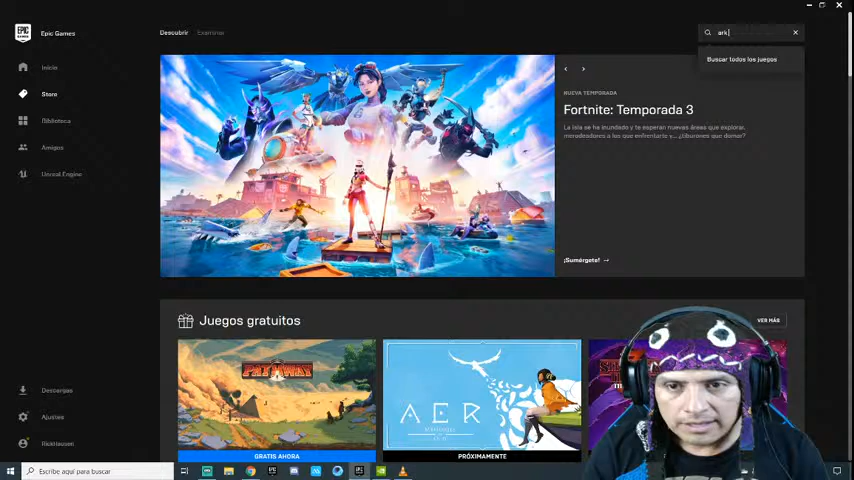 EPIC
GAMES
Epic Games
Descubrir
Examinar
ark
Buscar todos los juegos
Inicio
Store
Biblioteca
Amigos
Unreal Engine
NUEVA TEMPORADA
Fortnite: Temporada 3
La isla se ha inundado y te esperan nuevas áreas que explorar,
merodeadores a los que enfrentarte y... ¿tiburones que domar?
¡Sumérgete! →
Juegos gratuitos
VER MÁS
PATHWAY
AER
GRATIS AHORA
PRÓXIMAMENTE
Descargas
Ajustes
RickHausen
Escribe aquí para buscar